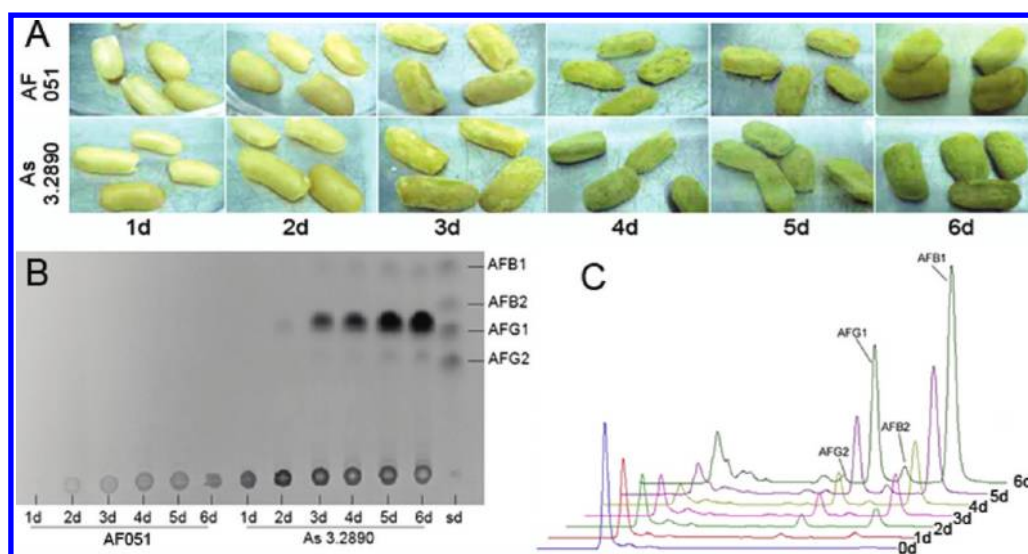 A
AF
051
As
3.2890
1d 2d 3d 4d 5d 6d
B
AFB1
AFB2
AFG1
AFG2
1d 2d 3d 4d 5d 6d 1d 2d 3d 4d 5d 6d sd
AF051 As 3.2890
C
AFB1
AFG1
AFB2
AFG2
6d
5d
4d
3d
2d
1d
0d